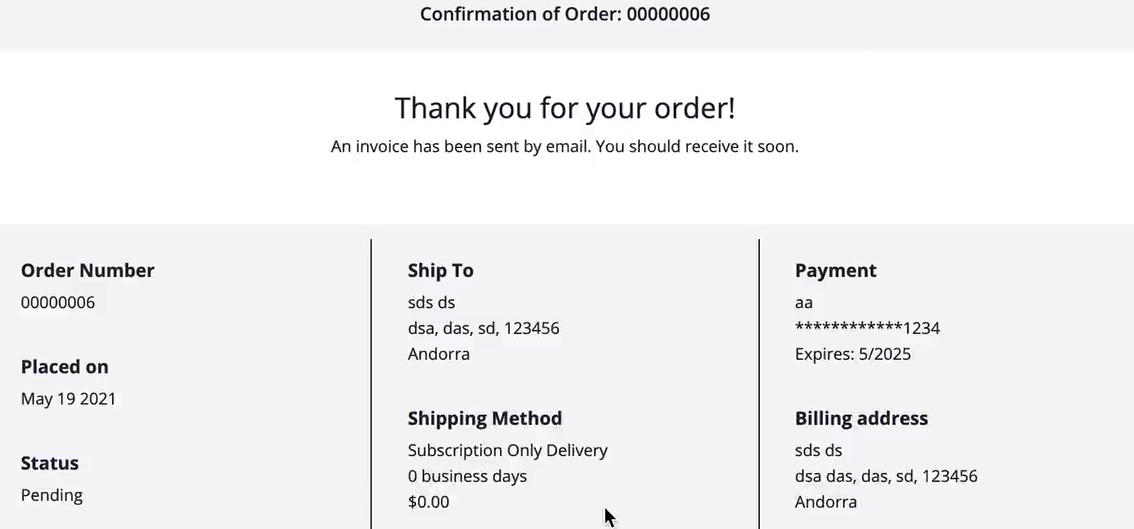 Confirmation of Order: 00000006
Thank you for your order!
An invoice has been sent by email. You should receive it soon.
Order Number
00000006
Placed on
May 19 2021
Status
Pending
Ship To
sds ds
dsa, das, sd, 123456
Andorra
Shipping Method
Subscription Only Delivery
0 business days
$0.00
Payment
aa
************1234
Expires: 5/2025
Billing address
sds ds
dsa das, das, sd, 123456
Andorra